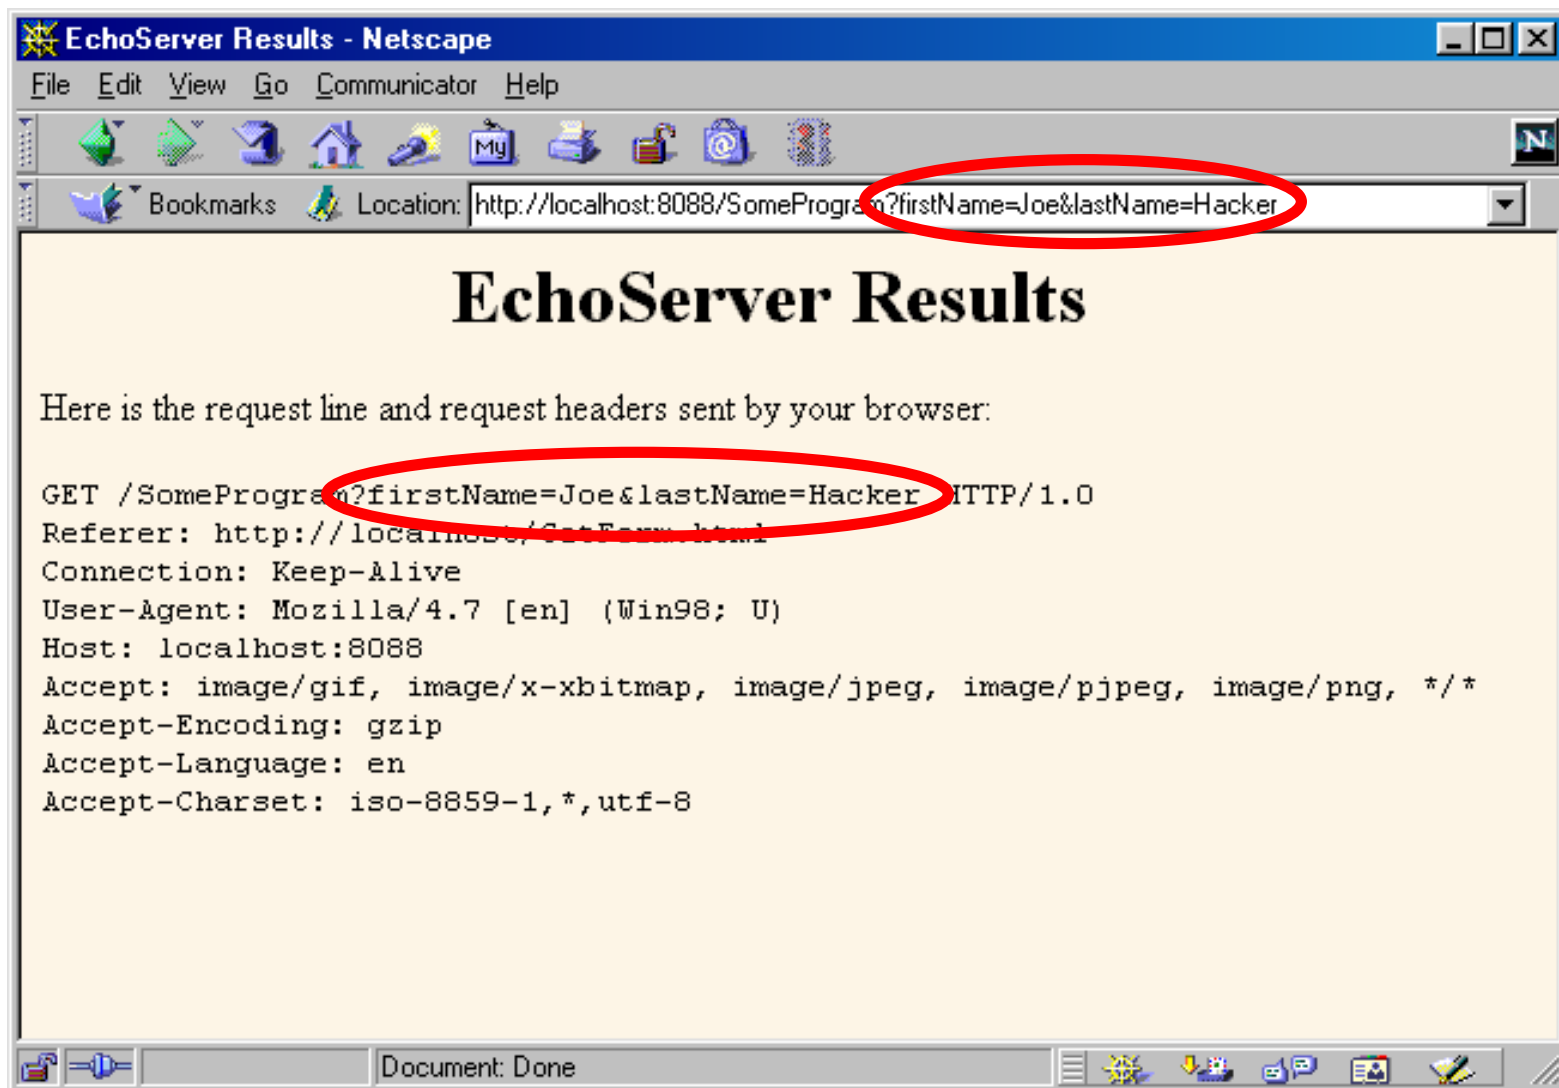 EchoServer Results - Netscape
File Edit View Go Communicator Help
My
N
Bookmarks Location: http://localhost:8088/SomeProgram?firstName=Joe&lastName=Hacker
EchoServer Results
Here is the request line and request headers sent by your browser:
GET /SomeProgram?firstName=Joe&lastName=Hacker HTTP/1.0
Referer: http://localhost/GetForm.html
Connection: Keep-Alive
User-Agent: Mozilla/4.7 [en] (Win98; U)
Host: localhost:8088
Accept: image/gif, image/x-xbitmap, image/jpeg, image/pjpeg, image/png, */*
Accept-Encoding: gzip
Accept-Language: en
Accept-Charset: iso-8859-1,*,utf-8
Document: Done